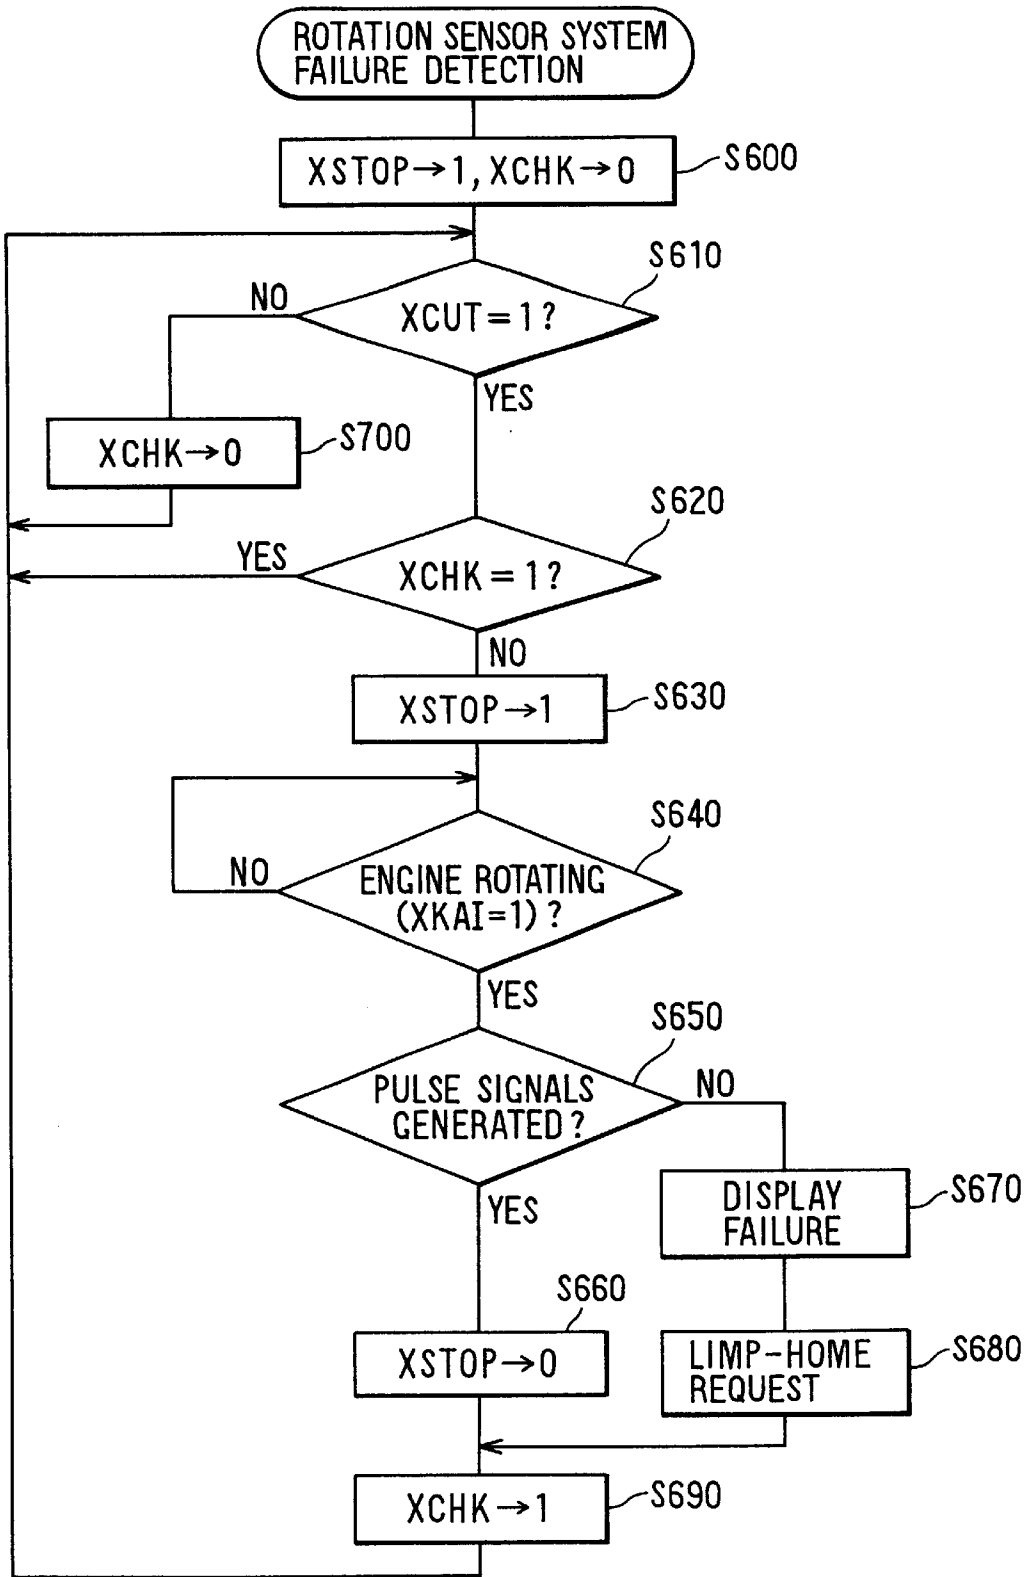 ROTATION SENSOR SYSTEM
FAILURE DETECTION
XSTOP→1, XCHK→0
S600
S610
NO
XCUT=1?
YES
XCHK→0
S700
S620
YES
XCHK=1?
NO
XSTOP→1
S630
S640
NO
ENGINE ROTATING
(XKAI=1)?
YES
S650
PULSE SIGNALS
GENERATED?
NO
YES
DISPLAY
FAILURE
S670
S660
XSTOP→0
LIMP-HOME
REQUEST
S680
XCHK→1
S690